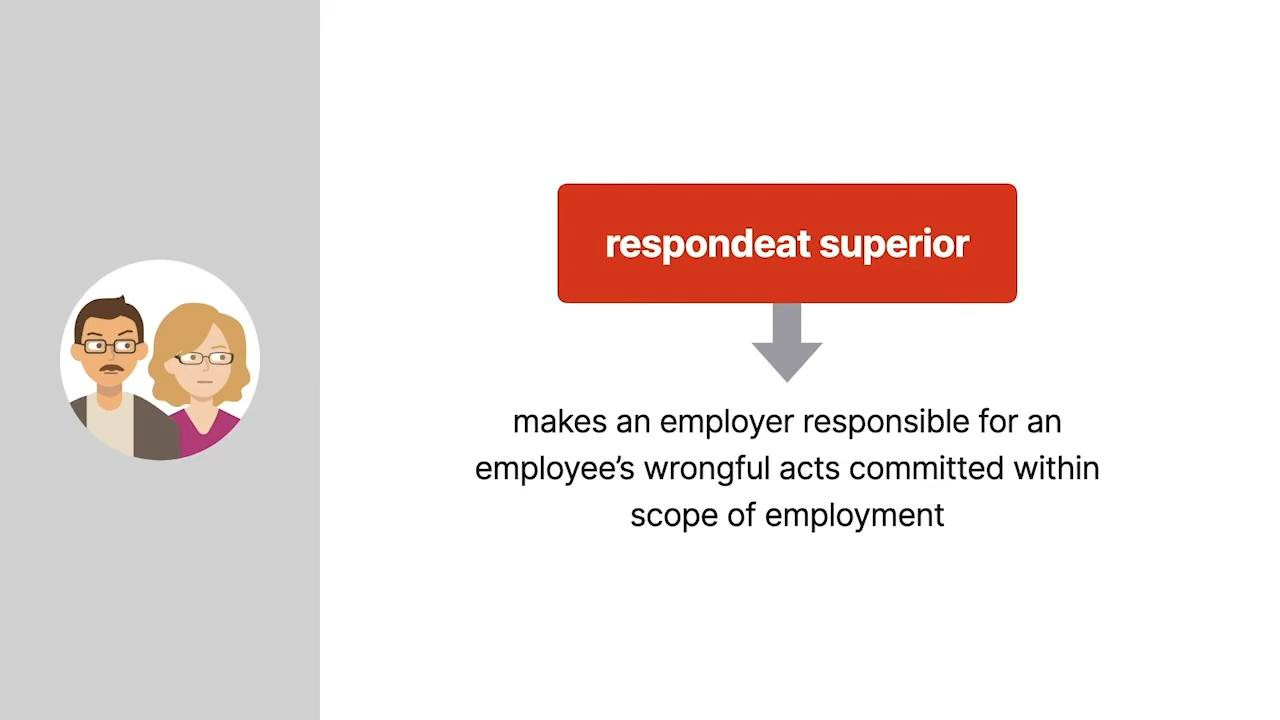 respondeat superior
makes an employer responsible for an
employee’s wrongful acts committed within
scope of employment